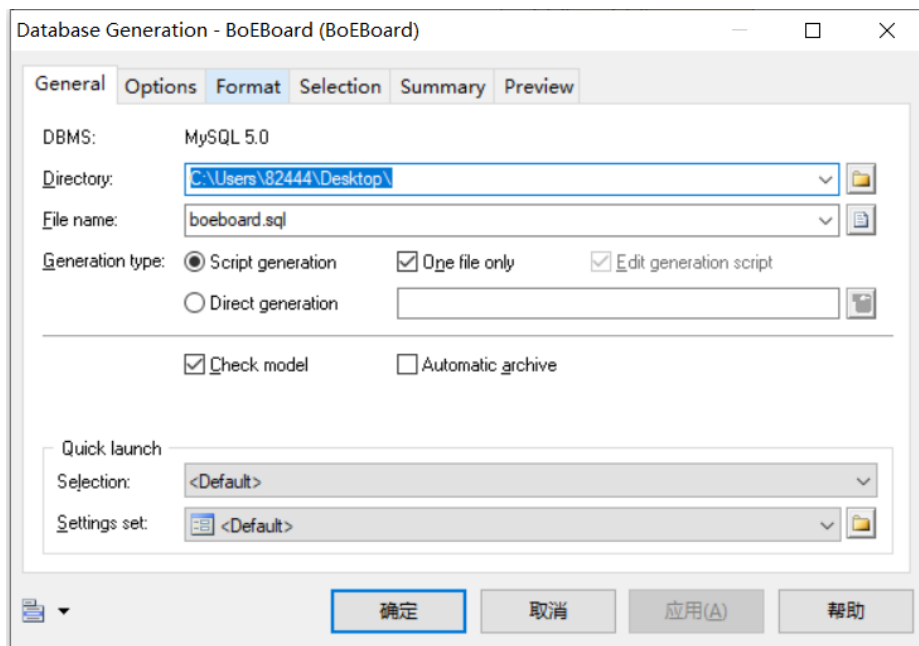 Database Generation - BoEBoard (BoEBoard)
General Options Format Selection Summary Preview
DBMS: MySQL 5.0
Directory: C:\Users\82444\Desktop\
File name: boeboard.sql
Generation type: Script generation One file only Edit generation script
Direct generation
Check model Automatic archive
Quick launch
Selection: <Default>
Settings set: <Default>
确定 取消 应用(A) 帮助